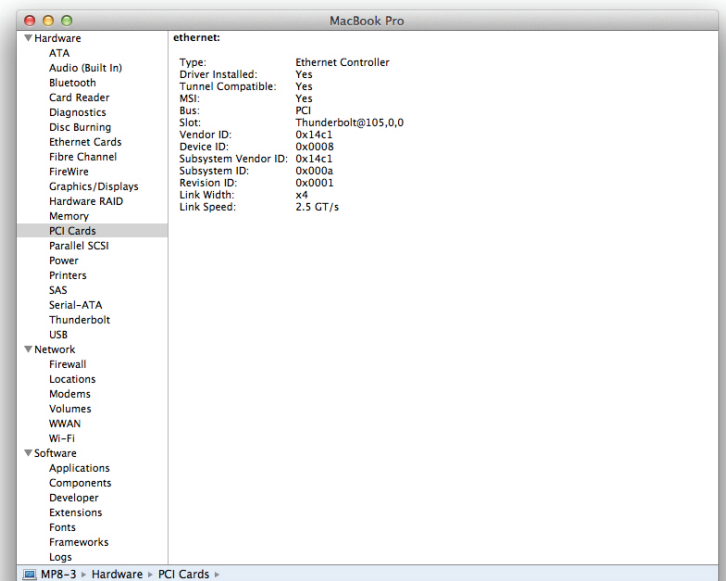 MacBook Pro
Hardware
ATA
Audio (Built In)
Bluetooth
Card Reader
Diagnostics
Disc Burning
Ethernet Cards
Fibre Channel
FireWire
Graphics/Displays
Hardware RAID
Memory
PCI Cards
Parallel SCSI
Power
Printers
SAS
Serial-ATA
Thunderbolt
USB
Network
Firewall
Locations
Modems
Volumes
WWAN
Wi-Fi
Software
Applications
Components
Developer
Extensions
Fonts
Frameworks
Logs
ethernet:
Type: Ethernet Controller
Driver Installed: Yes
Tunnel Compatible: Yes
MSI: Yes
Bus: PCI
Slot: Thunderbolt@105,0,0
Vendor ID: 0x14c1
Device ID: 0x0008
Subsystem Vendor ID: 0x14c1
Subsystem ID: 0x000a
Revision ID: 0x0001
Link Width: x4
Link Speed: 2.5 GT/s
MP8-3 ▸ Hardware ▸ PCI Cards ▸